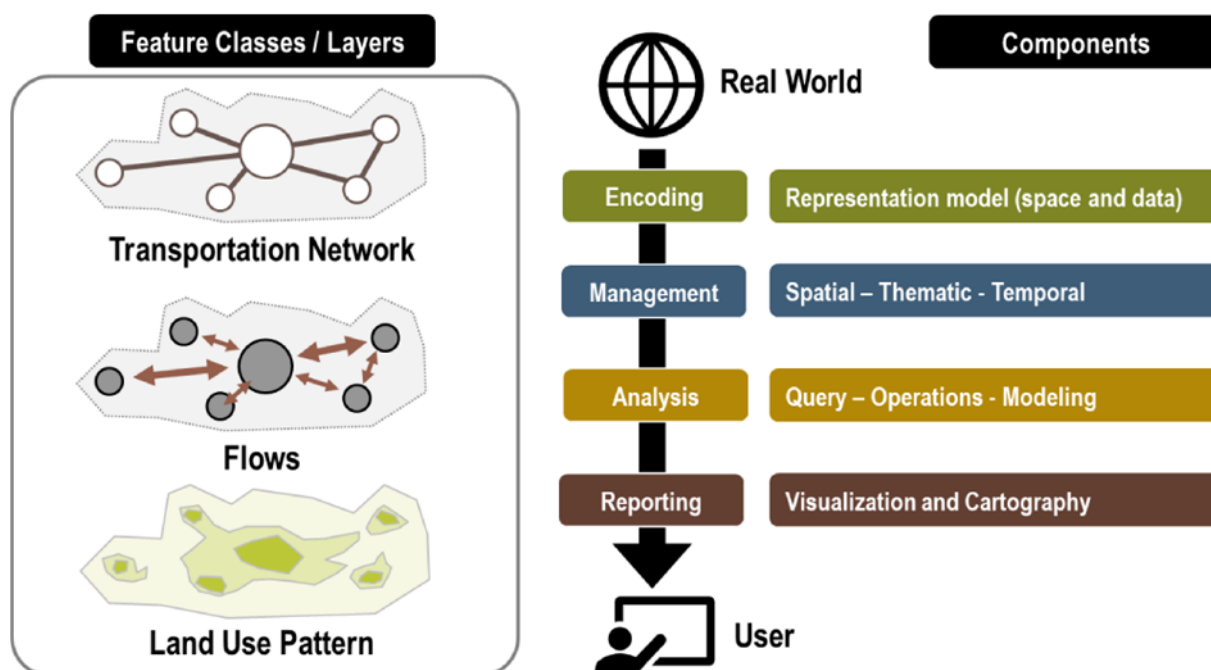 Feature Classes / Layers
Transportation Network
Flows
Land Use Pattern
Components
Real World
Encoding
Representation model (space and data)
Management
Spatial – Thematic - Temporal
Analysis
Query – Operations - Modeling
Reporting
Visualization and Cartography
User